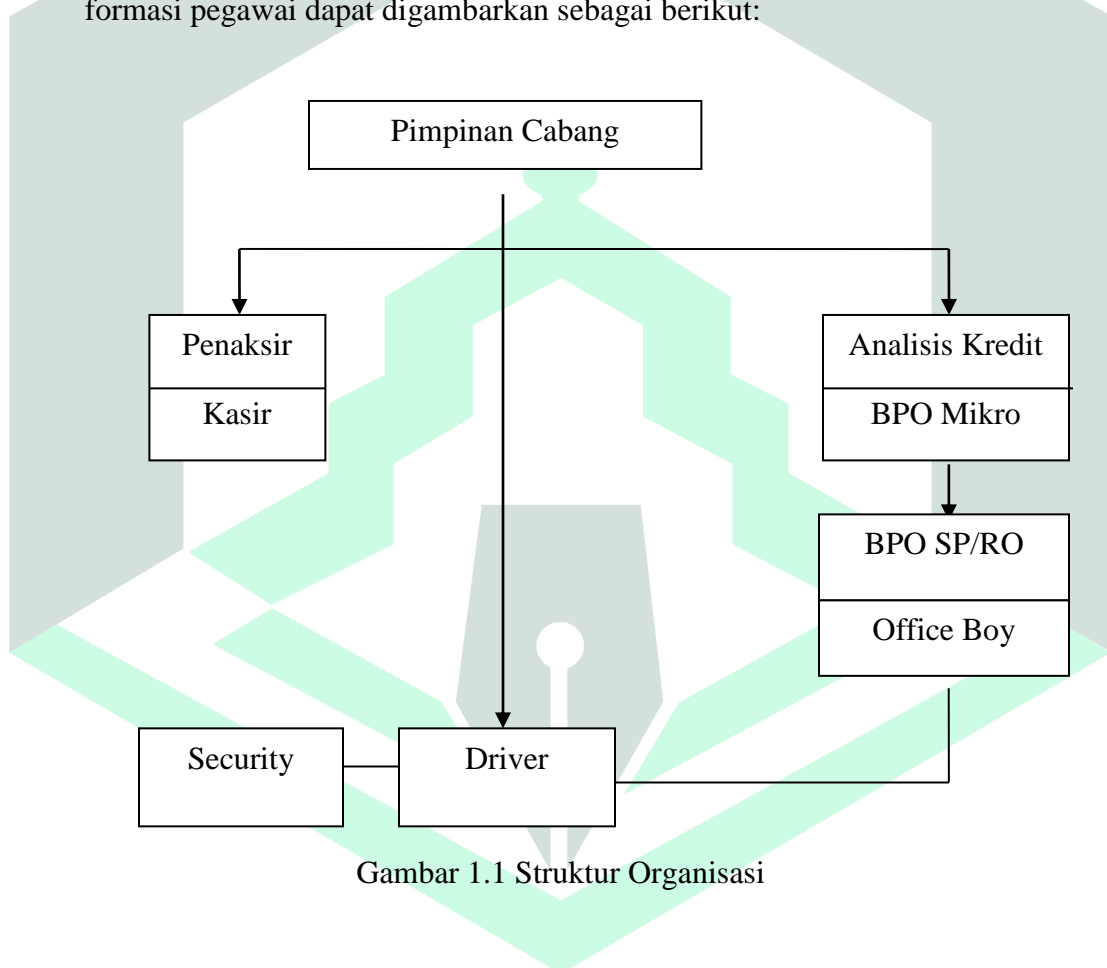 formasi pegawai dapat digambarkan sebagai berikut:
Pimpinan Cabang
Penaksir
Kasir
Analisis Kredit
BPO Mikro
BPO SP/RO
Office Boy
Security
Driver
Gambar 1.1 Struktur Organisasi